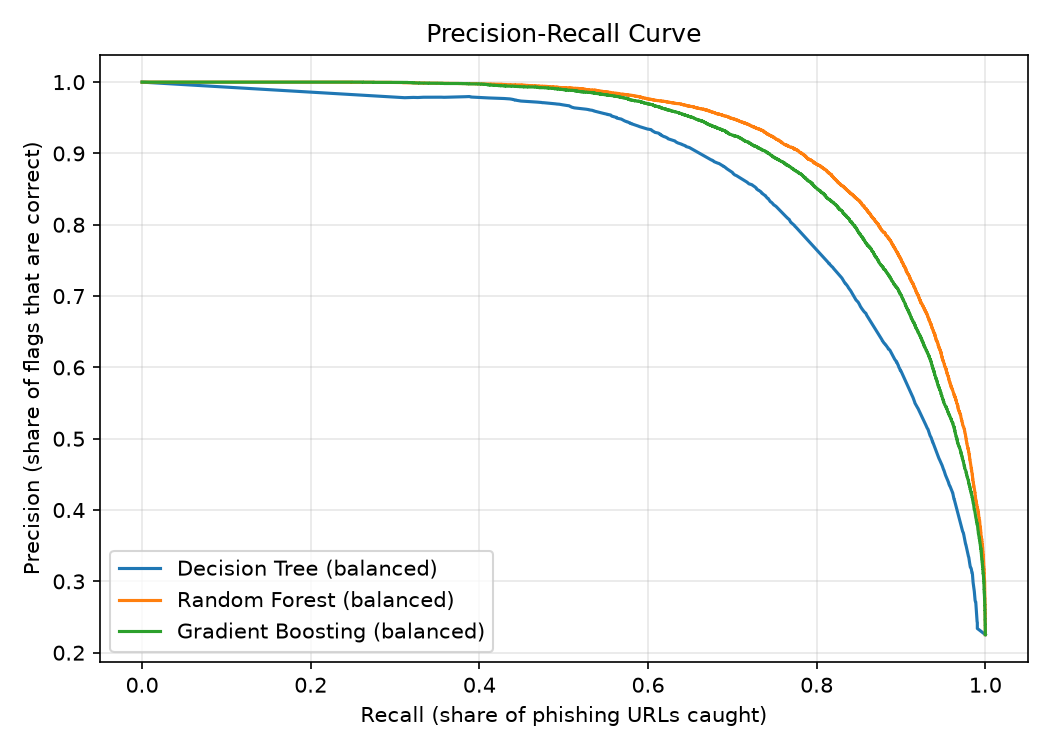 Precision-Recall Curve
Precision (share of flags that are correct)
1.0
0.9
0.8
0.7
0.6
0.5
0.4
0.3
0.2
Decision Tree (balanced)
Random Forest (balanced)
Gradient Boosting (balanced)
0.0 0.2 0.4 0.6 0.8 1.0
Recall (share of phishing URLs caught)